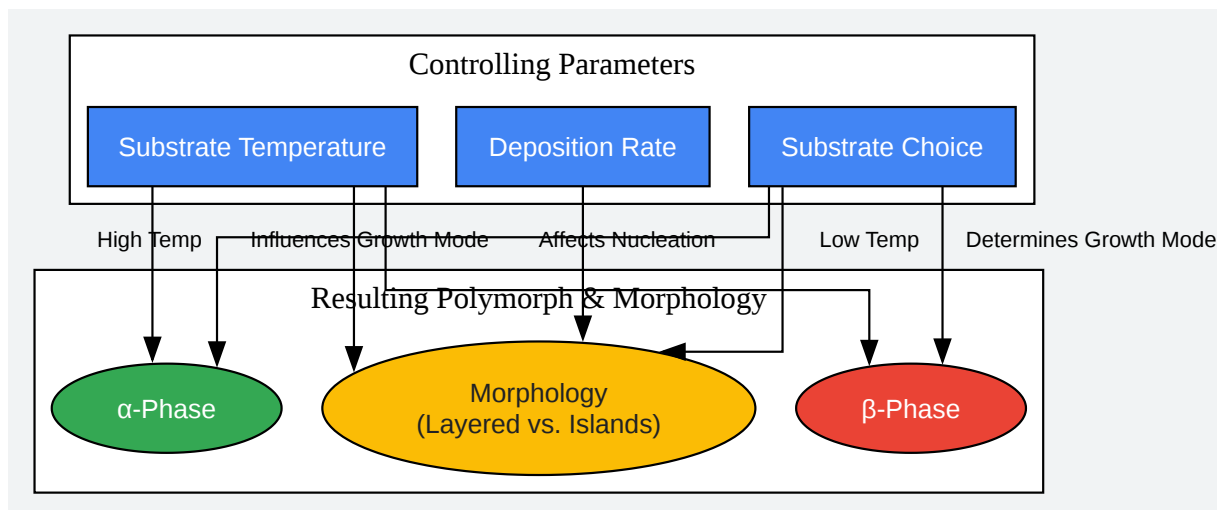 Controlling Parameters
Substrate Temperature
Deposition Rate
Substrate Choice
High Temp
Influences Growth Mode
Affects Nucleation
Low Temp
Determines Growth Mode
Resulting Polymorph & Morphology
α-Phase
Morphology
(Layered vs. Islands)
β-Phase